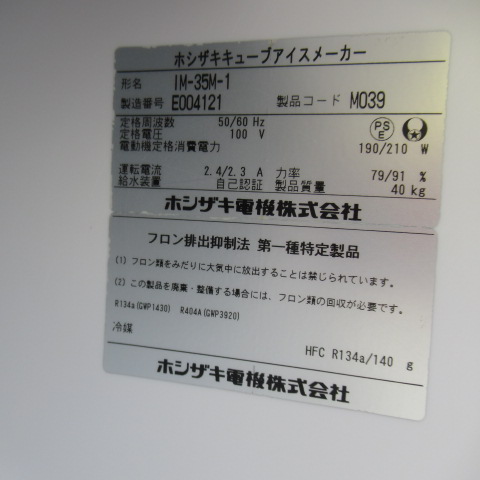 ホシザキキューブアイスメーカー
形名 IM-35M-1
製造番号 E004121 製品コード M039
定格周波数 50/60 Hz
定格電圧 100 V
電動機定格消費電力 190/210 W
PS E
運転電流 2.4/2.3 A 力率 79/91 %
給水装置 自己認証 製品質量 40 kg
ホシザキ電機株式会社
フロン排出抑制法 第一種特定製品
(1) フロン類をみだりに大気中に放出することは禁じられています。
(2) この製品を廃棄・整備する場合には、フロン類の回収が必要です。
R134a(GWP1430) R404A(GWP3920)
冷媒 HFC R134a/140 g
ホシザキ電機株式会社